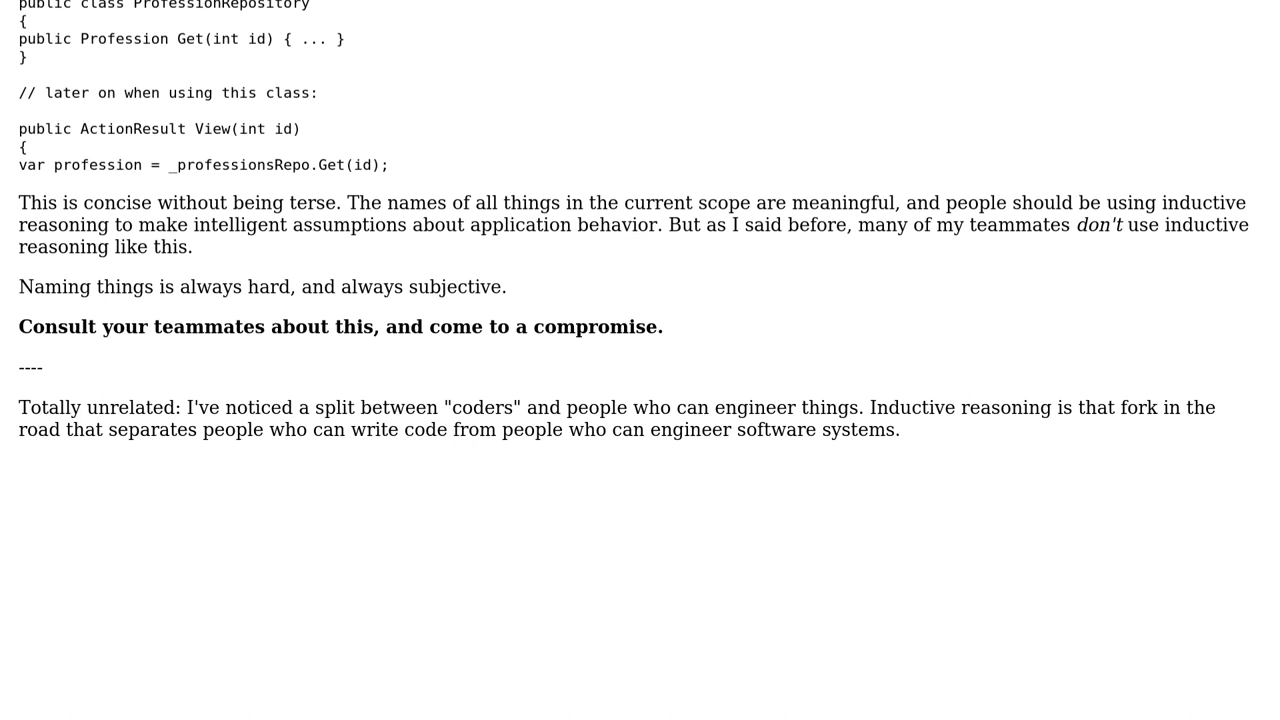 public class ProfessionRepository
{
public Profession Get(int id) { ... }
}
// later on when using this class:
public ActionResult View(int id)
{
var profession = _professionsRepo.Get(id);
This is concise without being terse. The names of all things in the current scope are meaningful, and people should be using inductive
reasoning to make intelligent assumptions about application behavior. But as I said before, many of my teammates don't use inductive
reasoning like this.
Naming things is always hard, and always subjective.
Consult your teammates about this, and come to a compromise.
----
Totally unrelated: I've noticed a split between "coders" and people who can engineer things. Inductive reasoning is that fork in the
road that separates people who can write code from people who can engineer software systems.